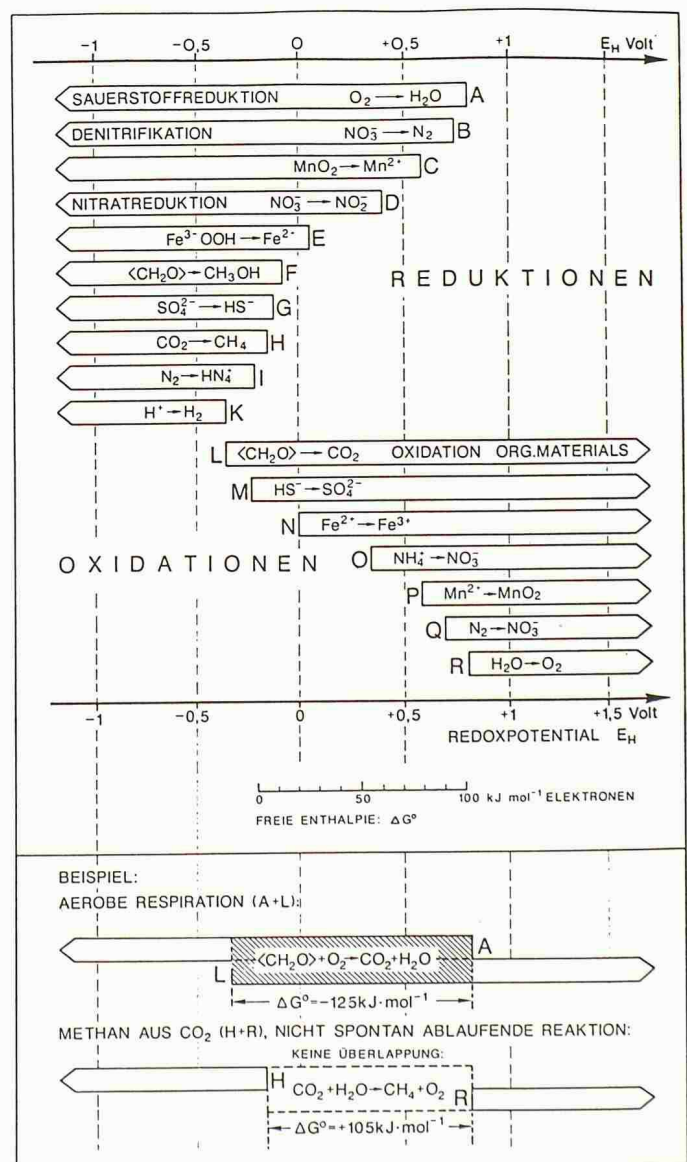 -1 -0,5 0 +0,5 +1 E_H Volt
SAUERSTOFFREDUKTION O₂ → H₂O A
DENITRIFIKATION NO₃⁻ → N₂ B
MnO₂ → Mn²⁺ C
NITRATREDUKTION NO₃⁻ → NO₂⁻ D
Fe³⁻OOH → Fe²⁺ E
⟨CH₂O⟩ → CH₃OH F
REDUKTIONEN
SO₄²⁻ → HS⁻ G
CO₂ → CH₄ H
N₂ → HN₄⁺ I
H⁺ → H₂ K
L ⟨CH₂O⟩ → CO₂ OXIDATION ORG.MATERIALS
M HS⁻ → SO₄²⁻
N Fe²⁺ → Fe³⁺
OXIDATIONEN
O NH₄⁺ → NO₃⁻
P Mn²⁺ → MnO₂
Q N₂ → NO₃⁻
R H₂O → O₂
-1 -0,5 0 +0,5 +1 +1,5 Volt
REDOXPOTENTIAL E_H
0 50 100 kJ mol⁻¹ ELEKTRONEN
FREIE ENTHALPIE: ΔG°
BEISPIEL:
AEROBE RESPIRATION (A+L):
A
⟨CH₂O⟩+O₂→CO₂+H₂O
L
ΔG°=-125kJ·mol⁻¹
METHAN AUS CO₂ (H+R), NICHT SPONTAN ABLAUFENDE REAKTION:
KEINE ÜBERLAPPUNG:
H
CO₂+H₂O→CH₄+O₂ R
ΔG°=+105kJ·mol⁻¹